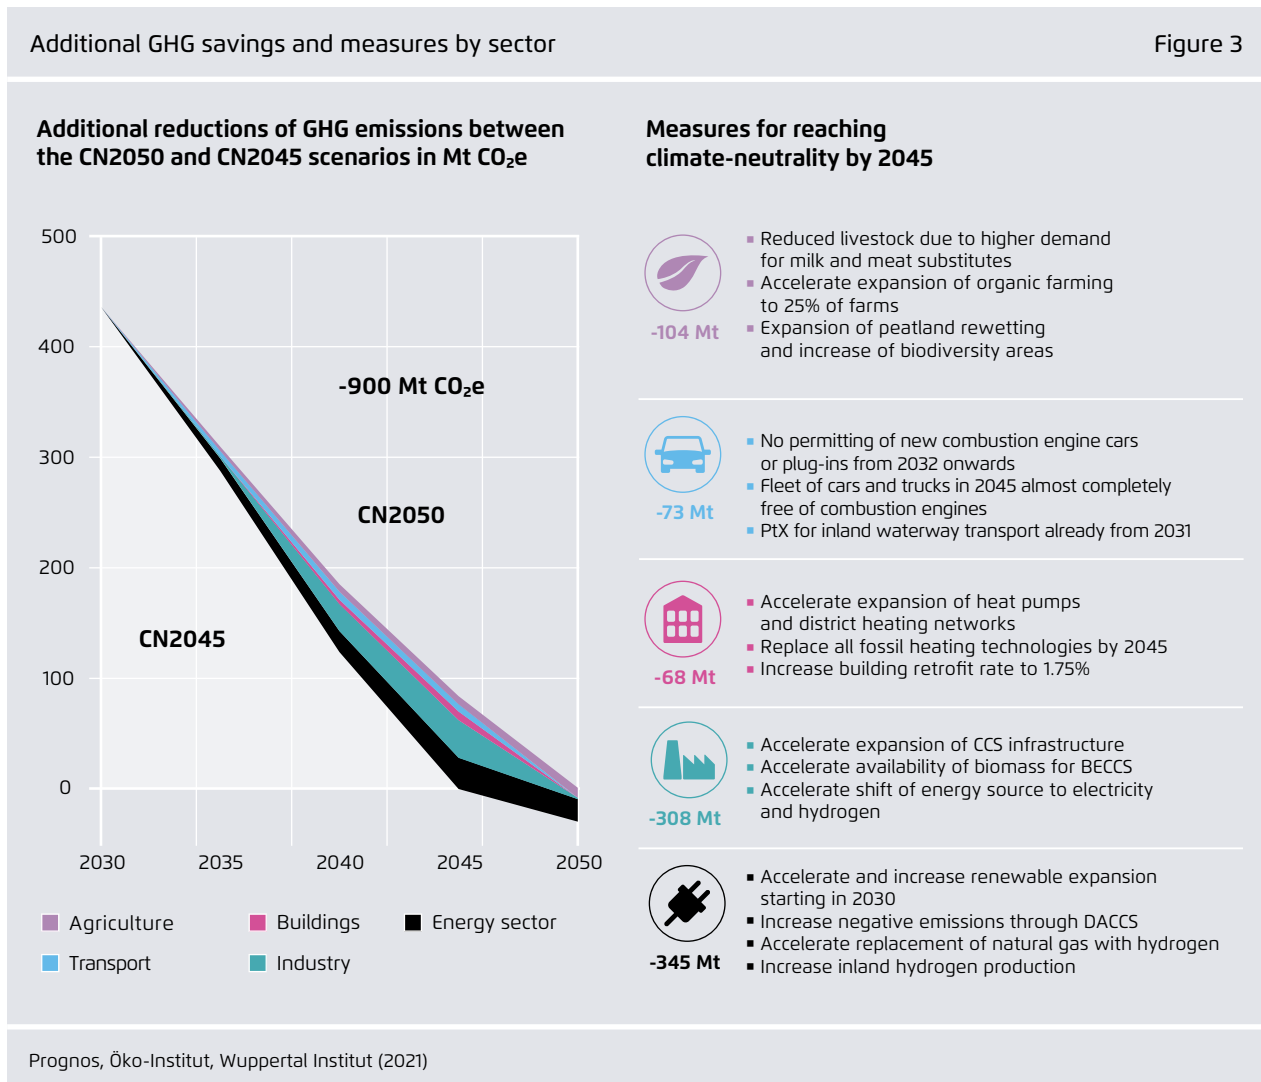 Additional GHG savings and measures by sector
Figure 3
Additional reductions of GHG emissions between
the CN2050 and CN2045 scenarios in Mt CO₂e
500
400
300
200
100
0
-900 Mt CO₂e
CN2050
CN2045
2030 2035 2040 2045 2050
Agriculture Buildings Energy sector
Transport Industry
Measures for reaching
climate-neutrality by 2045
-104 Mt
▪ Reduced livestock due to higher demand
for milk and meat substitutes
▪ Accelerate expansion of organic farming
to 25% of farms
▪ Expansion of peatland rewetting
and increase of biodiversity areas
-73 Mt
▪ No permitting of new combustion engine cars
or plug-ins from 2032 onwards
▪ Fleet of cars and trucks in 2045 almost completely
free of combustion engines
▪ PtX for inland waterway transport already from 2031
-68 Mt
▪ Accelerate expansion of heat pumps
and district heating networks
▪ Replace all fossil heating technologies by 2045
▪ Increase building retrofit rate to 1.75%
-308 Mt
▪ Accelerate expansion of CCS infrastructure
▪ Accelerate availability of biomass for BECCS
▪ Accelerate shift of energy source to electricity
and hydrogen
-345 Mt
▪ Accelerate and increase renewable expansion
starting in 2030
▪ Increase negative emissions through DACCS
▪ Accelerate replacement of natural gas with hydrogen
▪ Increase inland hydrogen production
Prognos, Öko-Institut, Wuppertal Institut (2021)